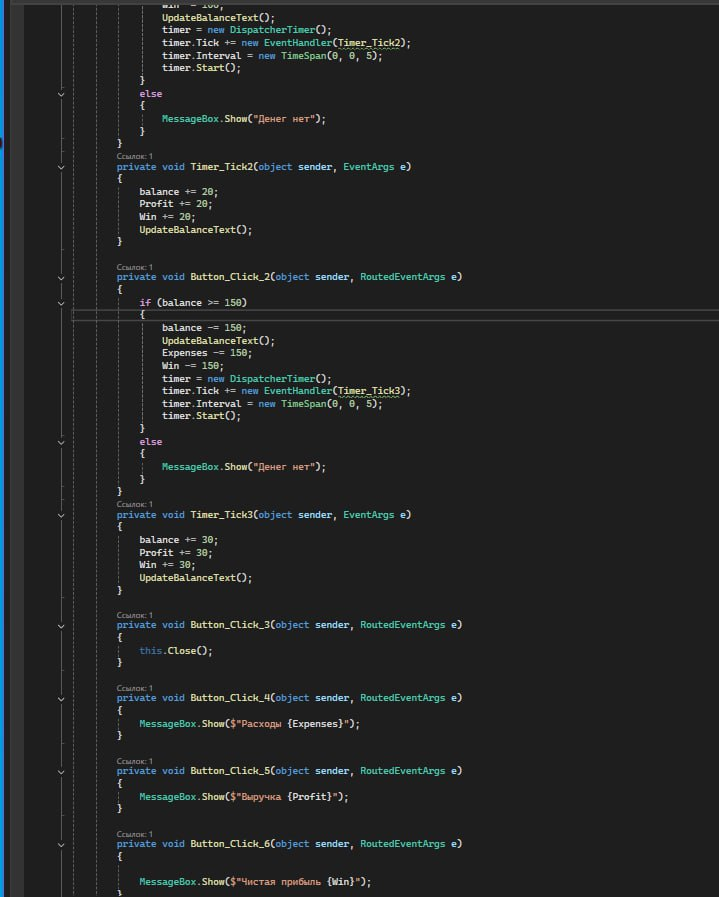 Win -= 100;
UpdateBalanceText();
timer = new DispatcherTimer();
timer.Tick += new EventHandler(Timer_Tick2);
timer.Interval = new TimeSpan(0, 0, 5);
timer.Start();
}
else
{
MessageBox.Show("Денег нет");
}
}
Ссылок: 1
private void Timer_Tick2(object sender, EventArgs e)
{
balance += 20;
Profit += 20;
Win += 20;
UpdateBalanceText();
}
Ссылок: 1
private void Button_Click_2(object sender, RoutedEventArgs e)
{
if (balance >= 150)
{
balance -= 150;
UpdateBalanceText();
Expenses -= 150;
Win -= 150;
timer = new DispatcherTimer();
timer.Tick += new EventHandler(Timer_Tick3);
timer.Interval = new TimeSpan(0, 0, 5);
timer.Start();
}
else
{
MessageBox.Show("Денег нет");
}
}
Ссылок: 1
private void Timer_Tick3(object sender, EventArgs e)
{
balance += 30;
Profit += 30;
Win += 30;
UpdateBalanceText();
}
Ссылок: 1
private void Button_Click_3(object sender, RoutedEventArgs e)
{
this.Close();
}
Ссылок: 1
private void Button_Click_4(object sender, RoutedEventArgs e)
{
MessageBox.Show($"Расходы {Expenses}");
}
Ссылок: 1
private void Button_Click_5(object sender, RoutedEventArgs e)
{
MessageBox.Show($"Выручка {Profit}");
}
Ссылок: 1
private void Button_Click_6(object sender, RoutedEventArgs e)
{
MessageBox.Show($"Чистая прибыль {Win}");
}